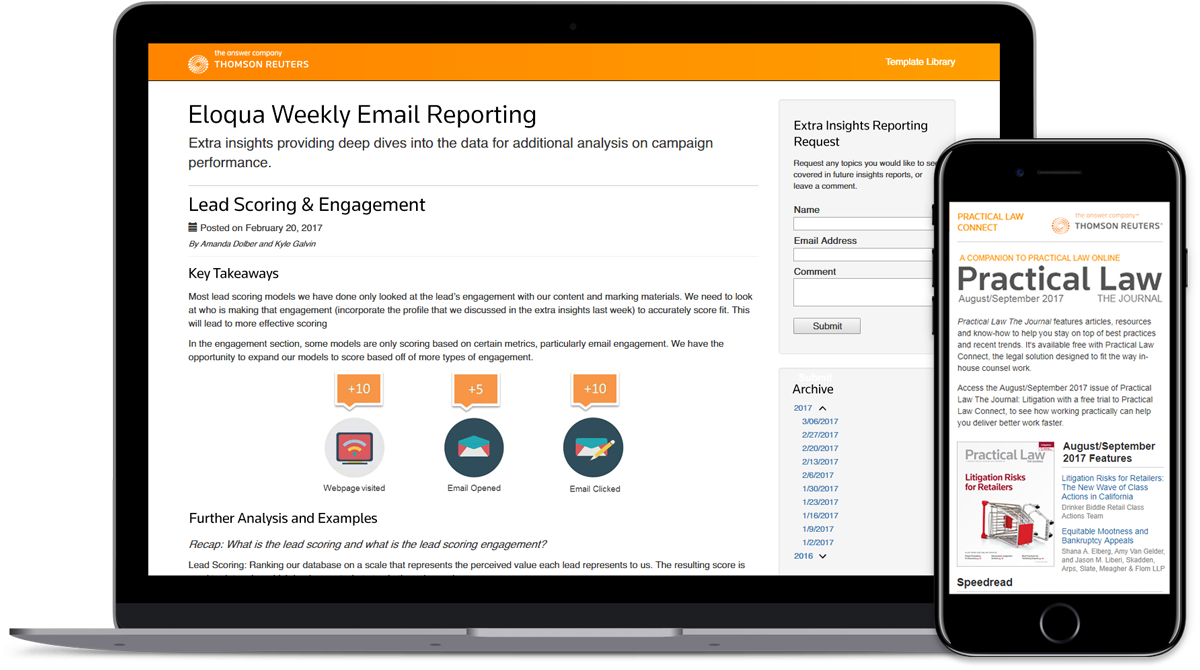 the answer company
THOMSON REUTERS
Template Library
Eloqua Weekly Email Reporting
Extra insights providing deep dives into the data for additional analysis on campaign
performance.
Lead Scoring & Engagement
Posted on February 20, 2017
By Amanda Dolber and Kyle Galvin
Key Takeaways
Most lead scoring models we have done only looked at the lead's engagement with our content and marking materials. We need to look
at who is making that engagement (incorporate the profile that we discussed in the extra insights last week) to accurately score fit. This
will lead to more effective scoring
In the engagement section, some models are only scoring based on certain metrics, particularly email engagement. We have the
opportunity to expand our models to score based off of more types of engagement.
+10
+5
+10
Webpage visited
Email Opened
Email Clicked
Further Analysis and Examples
Recap: What is the lead scoring and what is the lead scoring engagement?
Lead Scoring: Ranking our database on a scale that represents the perceived value each lead represents to us. The resulting score is
Extra Insights Reporting
Request
Request any topics you would like to see
covered in future insights reports, or
leave a comment.
Name
Email Address
Comment
Submit
Archive
2017
3/06/2017
2/27/2017
2/20/2017
2/13/2017
2/6/2017
1/30/2017
1/23/2017
1/16/2017
1/9/2017
1/2/2017
2016
PRACTICAL LAW
CONNECT
the answer company™
THOMSON REUTERS®
A COMPANION TO PRACTICAL LAW ONLINE
Practical Law
August/September 2017 THE JOURNAL
Practical Law The Journal features articles, resources
and know-how to help you stay on top of best practices
and recent trends. It's available free with Practical Law
Connect, the legal solution designed to fit the way in-
house counsel work.
Access the August/September 2017 issue of Practical
Law The Journal: Litigation with a free trial to Practical
Law Connect, to see how working practically can help
you deliver better work faster.
Practical Law
THE JOURNAL
Litigation Risks
for Retailers
August/September
2017 Features
Litigation Risks for Retailers:
The New Wave of Class
Actions in California
Drinker Biddle Retail Class
Actions Team
Equitable Mootness and
Bankruptcy Appeals
Shana A. Elberg, Amy Van Gelder,
and Jason M. Liberi, Skadden,
Arps, Slate, Meagher & Flom LLP
Speedread